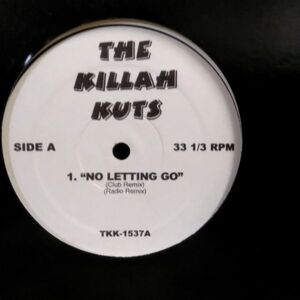 THE
KILLAH
KUTS
SIDE A 33 1/3 RPM
1. “NO LETTING GO”
(Club Remix)
(Radio Remix)
TKK-1537A